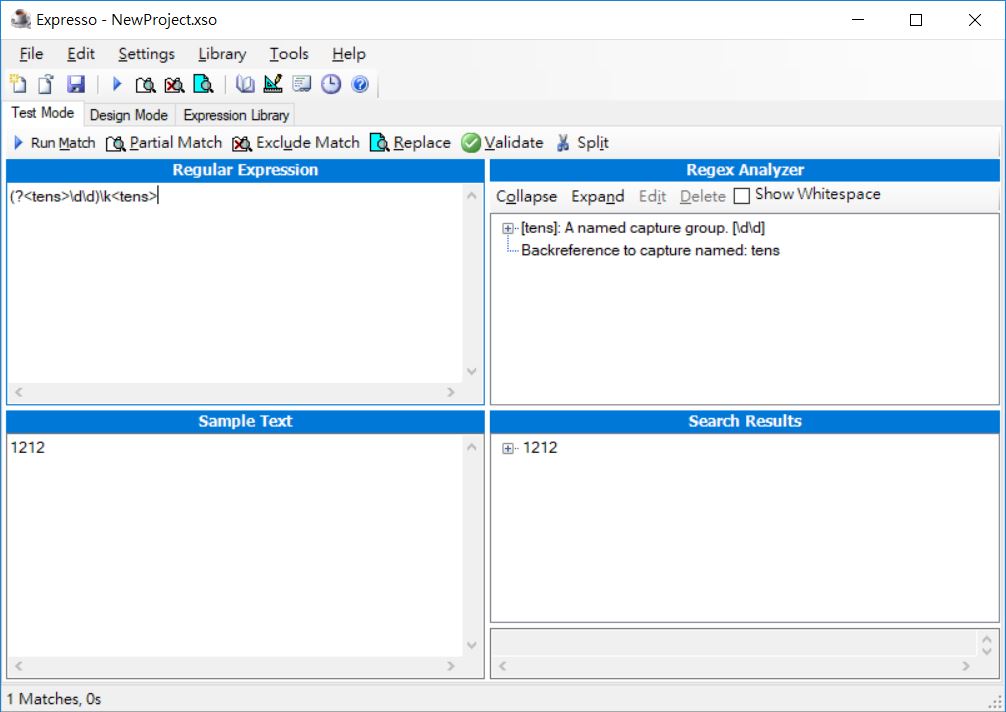 Expresso - NewProject.xso
File Edit Settings Library Tools Help
Test Mode Design Mode Expression Library
Run Match Partial Match Exclude Match Replace Validate Split
Regular Expression
(?<tens>\d\d)\k<tens>
Regex Analyzer
Collapse Expand Edit Delete Show Whitespace
[tens]: A named capture group. [\d\d]
Backreference to capture named: tens
Sample Text
1212
Search Results
1212
1 Matches, 0s